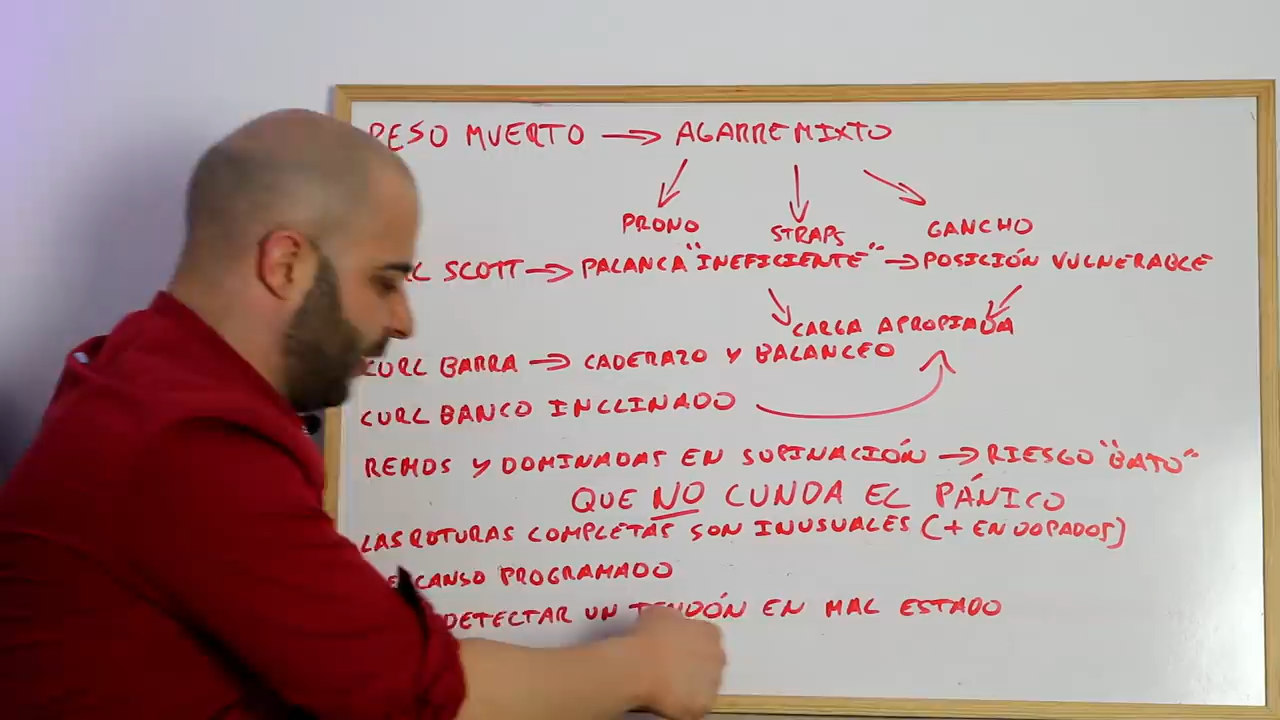 PESO MUERTO → AGARRE MIXTO
PRONO STRAPS GANCHO
SCOTT → PALANCA "INEFICIENTE" → POSICIÓN VULNERABLE
CARGA APROPIADA
CURL BARRA → CADERAZO Y BALANCEO
CURL BANCO INCLINADO
REMOS Y DOMINADAS EN SUPINACIÓN → RIESGO "BAJO"
QUE NO CUNDA EL PÁNICO
LAS ROTURAS COMPLETAS SON INUSUALES (+ EN DOPADOS)
PROGRAMADO
DETECTAR UN TENDÓN EN MAL ESTADO